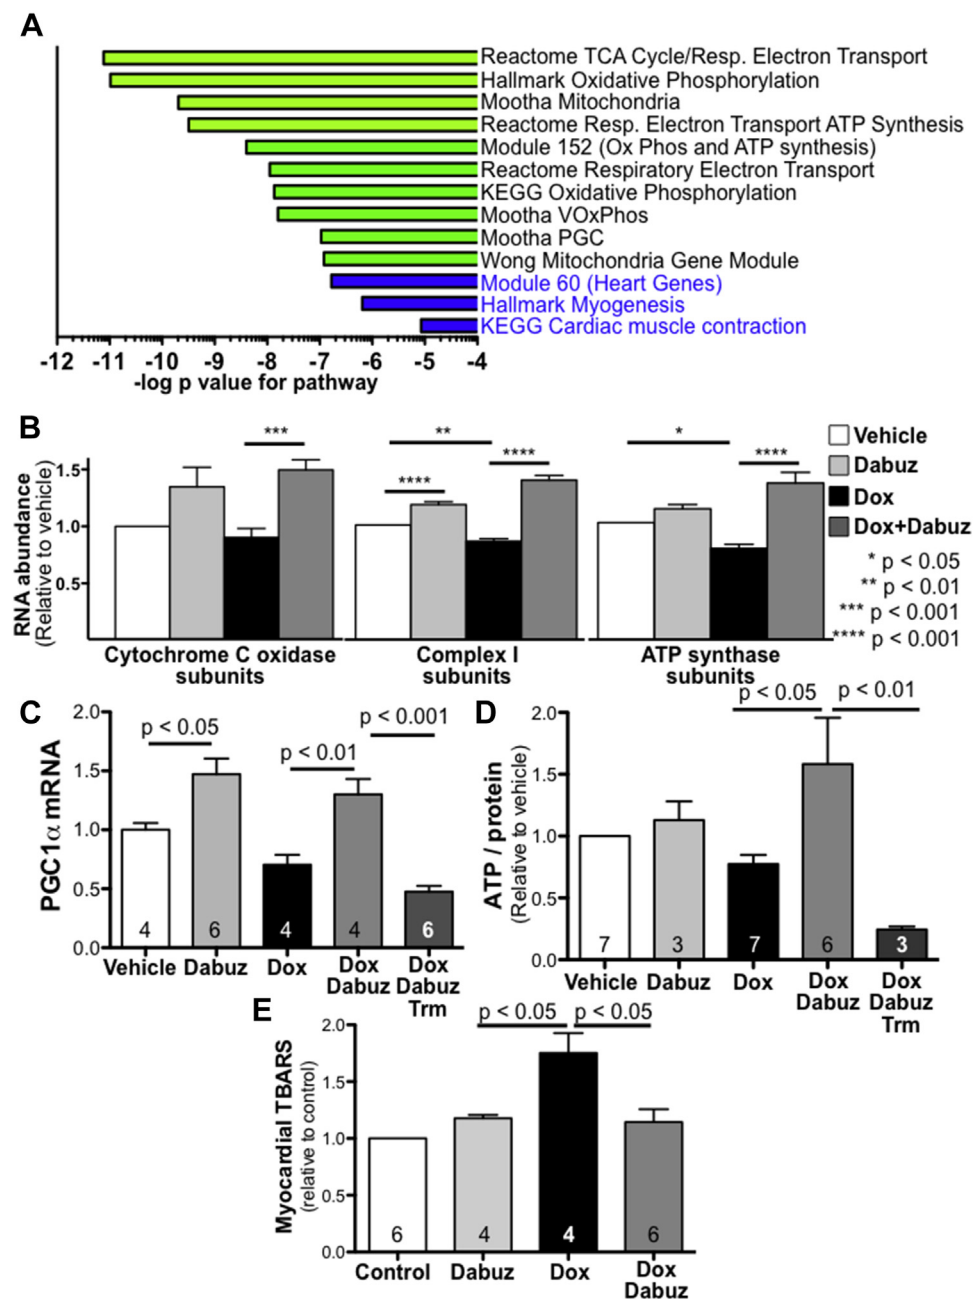 A
Reactome TCA Cycle/Resp. Electron Transport
Hallmark Oxidative Phosphorylation
Mootha Mitochondria
Reactome Resp. Electron Transport ATP Synthesis
Module 152 (Ox Phos and ATP synthesis)
Reactome Respiratory Electron Transport
KEGG Oxidative Phosphorylation
Mootha VOxPhos
Mootha PGC
Wong Mitochondria Gene Module
Module 60 (Heart Genes)
Hallmark Myogenesis
KEGG Cardiac muscle contraction
-12 -11 -10 -9 -8 -7 -6 -5 -4
-log p value for pathway
B
RNA abundance
(Relative to vehicle)
1.5
1.0
0.5
***
**
****
****
*
****
Cytochrome C oxidase
subunits
Complex I
subunits
ATP synthase
subunits
Vehicle
Dabuz
Dox
Dox+Dabuz
* p < 0.05
** p < 0.01
*** p < 0.001
**** p < 0.001
C
PGC1α mRNA
2.0
1.5
1.0
0.5
0.0
p < 0.05
p < 0.01
p < 0.001
4 6 4 4 6
Vehicle Dabuz Dox Dox Dox
Dabuz Dabuz
Trm
D
ATP / protein
(Relative to vehicle)
2.0
1.5
1.0
0.5
0.0
p < 0.05 p < 0.01
7 3 7 6 3
Vehicle Dabuz Dox Dox Dox
Dabuz Dabuz
Trm
E
Myocardial TBARS
(relative to control)
2.0
1.5
1.0
0.5
0.0
p < 0.05 p < 0.05
6 4 4 6
Control Dabuz Dox Dox
Dabuz